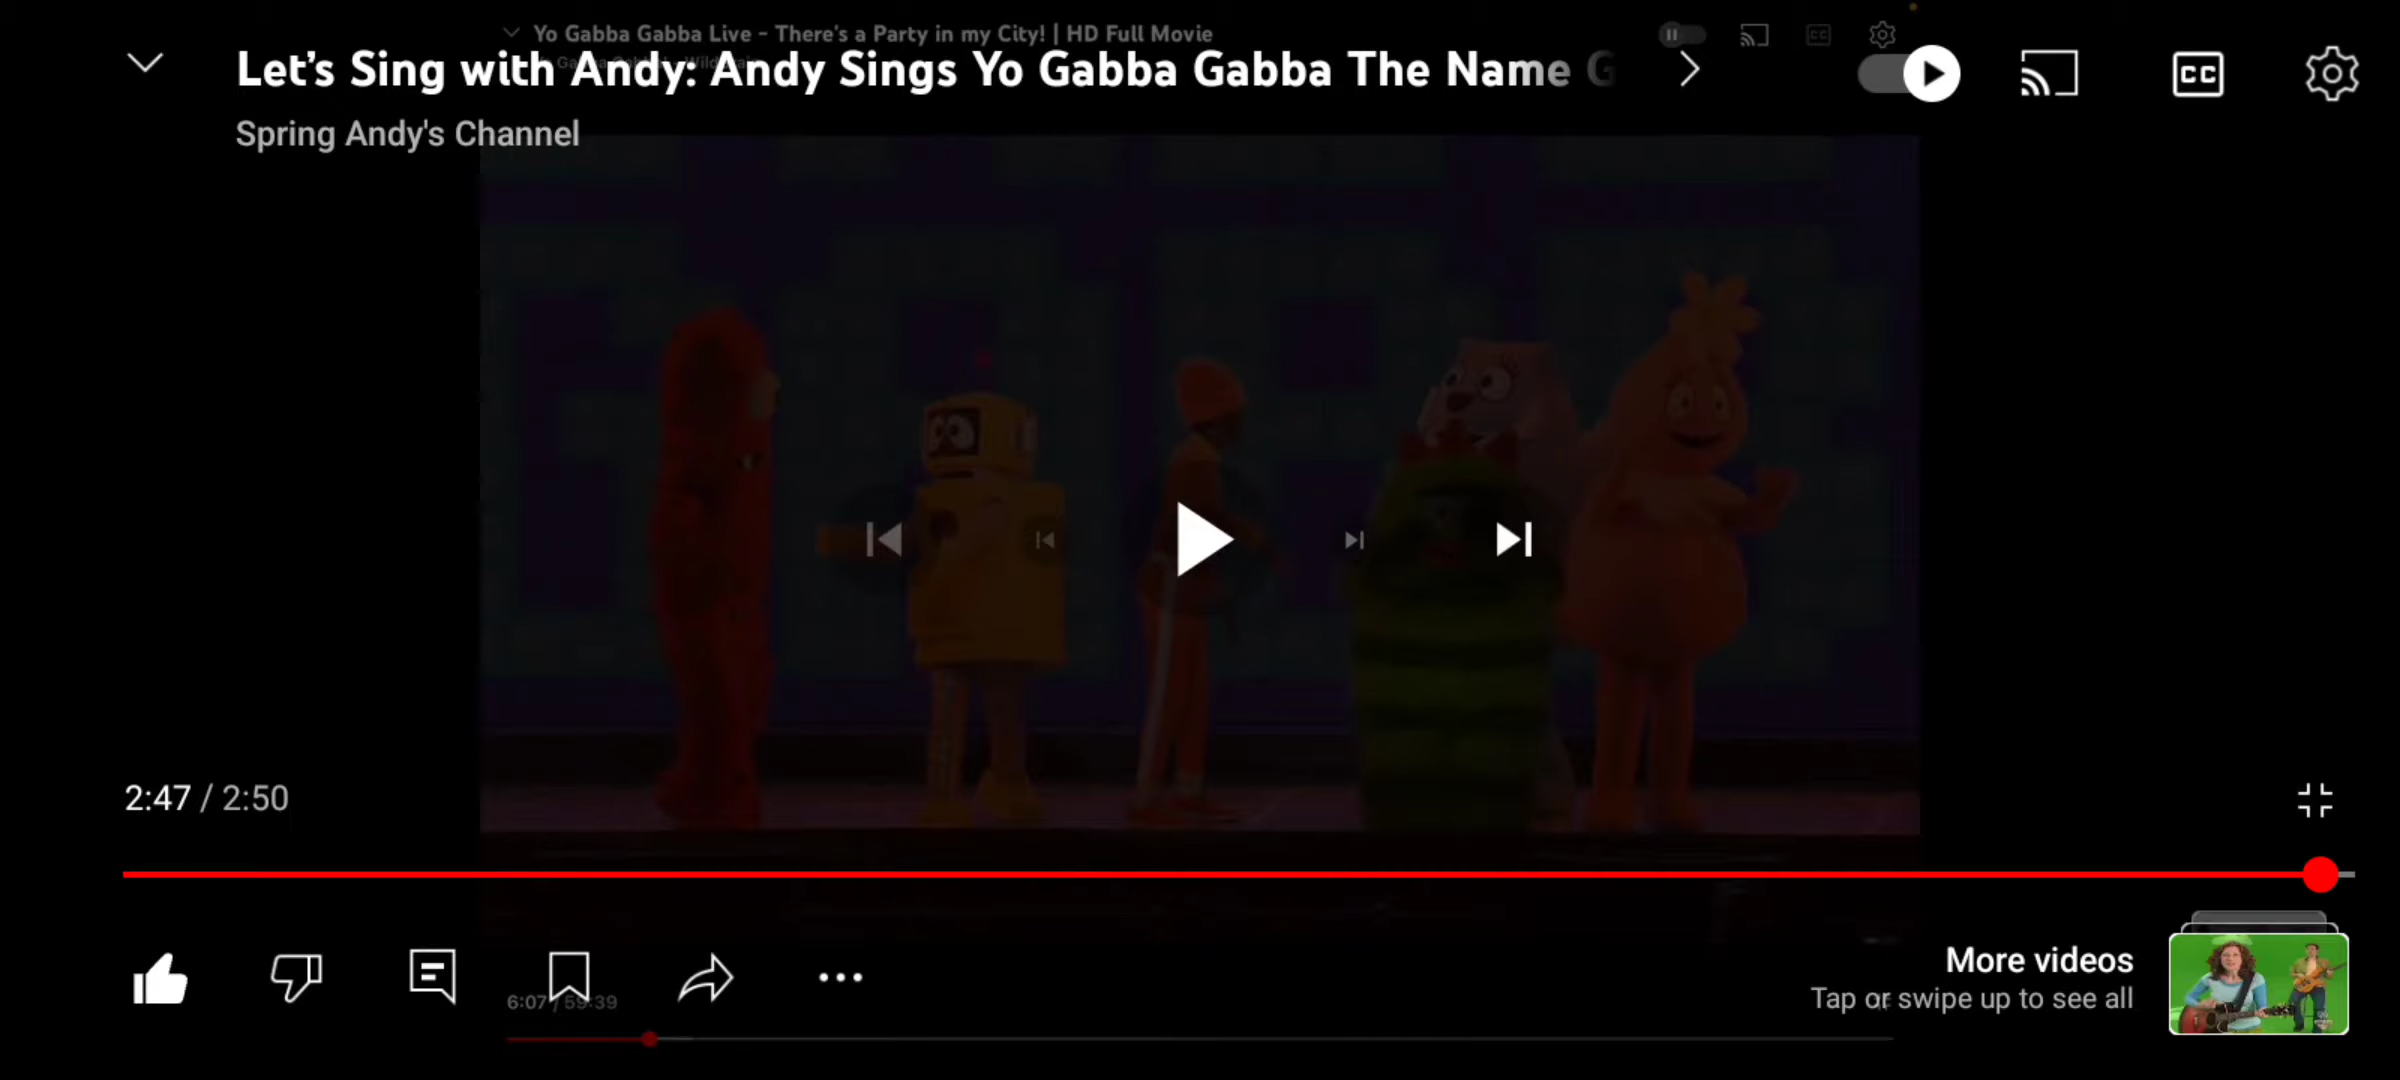 Yo Gabba Gabba Live - There's a Party in my City! | HD Full Movie
Let's Sing with Andy: Andy Sings Yo Gabba Gabba The Name G
Spring Andy's Channel
CC
CC
2:47 / 2:50
More videos
Tap or swipe up to see all
6:07 / 59:39